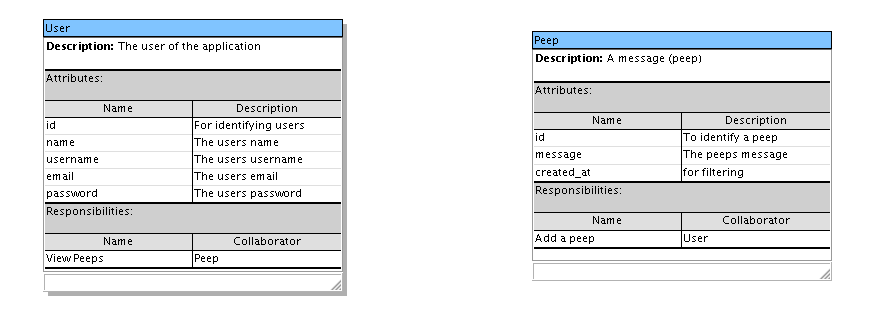 User
Description: The user of the application
Attributes:
Name Description
id For identifying users
name The users name
username The users username
email The users email
password The users password
Responsibilities:
Name Collaborator
View Peeps Peep
Peep
Description: A message (peep)
Attributes:
Name Description
id To identify a peep
message The peeps message
created_at for filtering
Responsibilities:
Name Collaborator
Add a peep User